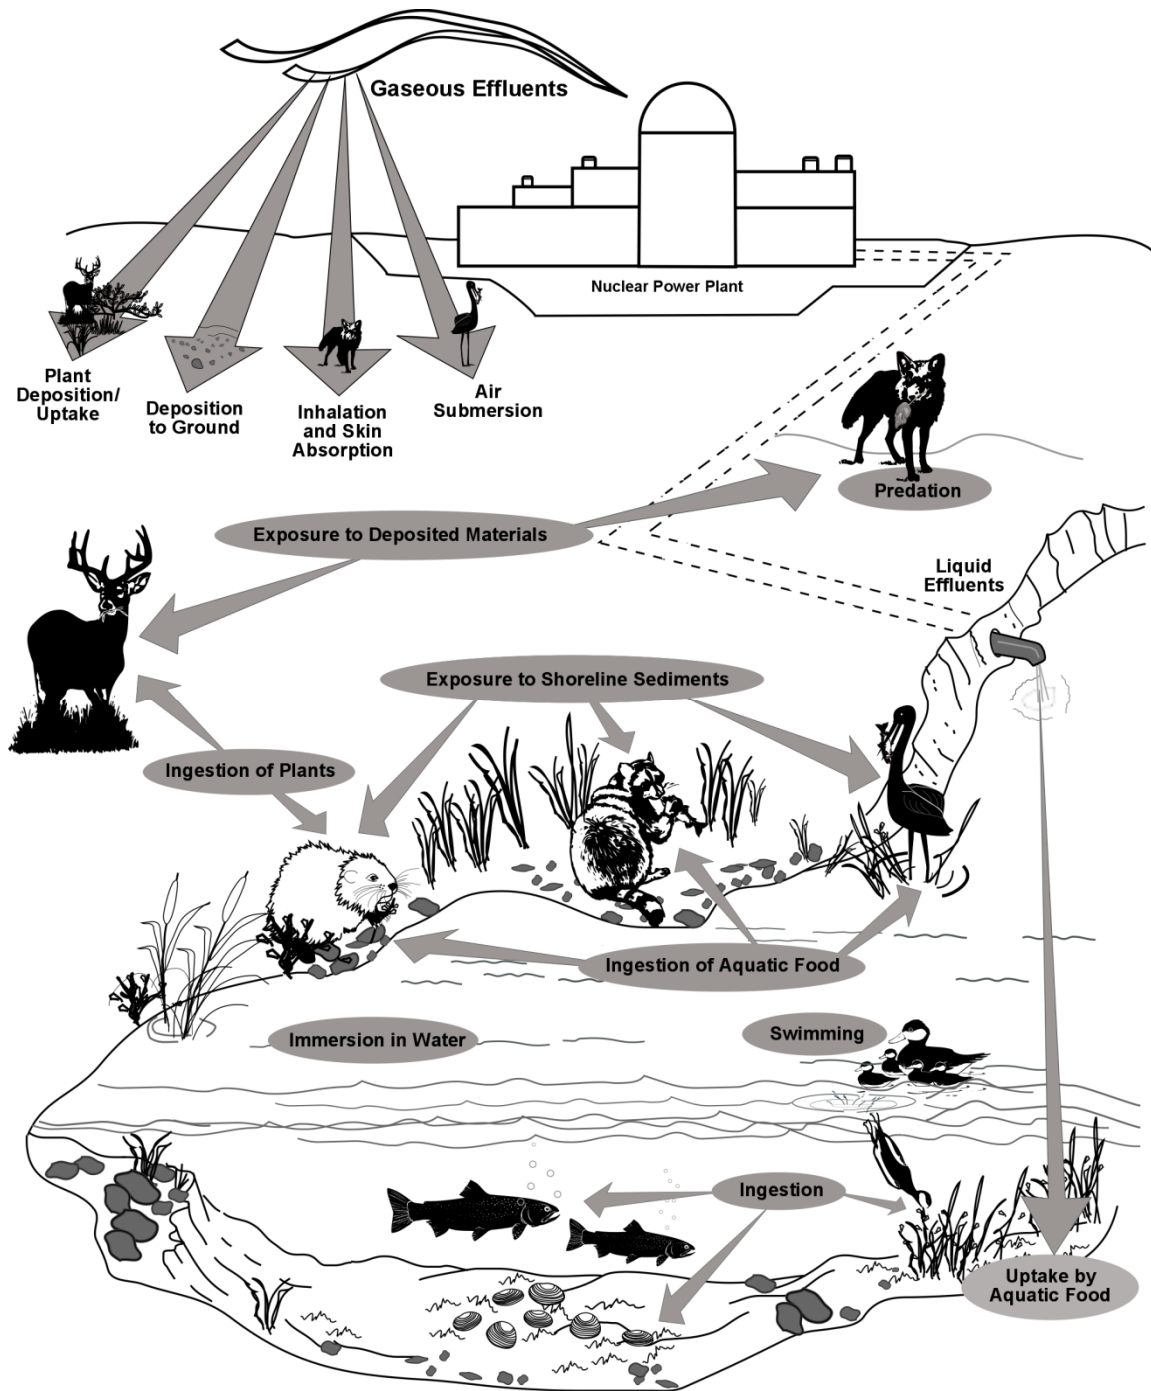 Gaseous Effluents
Nuclear Power Plant
Plant
Deposition/
Uptake
Deposition
to Ground
Inhalation
and Skin
Absorption
Air
Submersion
Predation
Exposure to Deposited Materials
Liquid
Effluents
Exposure to Shoreline Sediments
Ingestion of Plants
Ingestion of Aquatic Food
Immersion in Water
Swimming
Ingestion
Uptake by
Aquatic Food